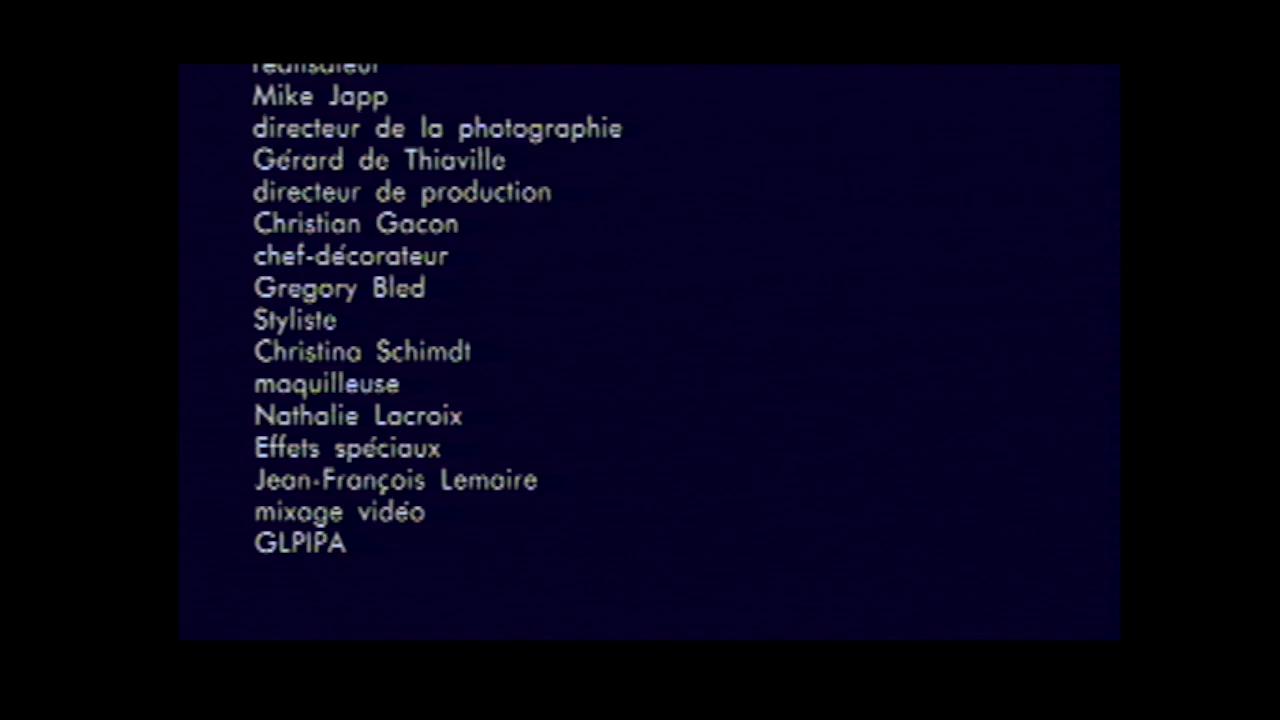 réalisateur
Mike Japp
directeur de la photographie
Gérard de Thiaville
directeur de production
Christian Gacon
chef-décorateur
Gregory Bled
Styliste
Christina Schimdt
maquilleuse
Nathalie Lacroix
Effets spéciaux
Jean-François Lemaire
mixage vidéo
GLPIPA